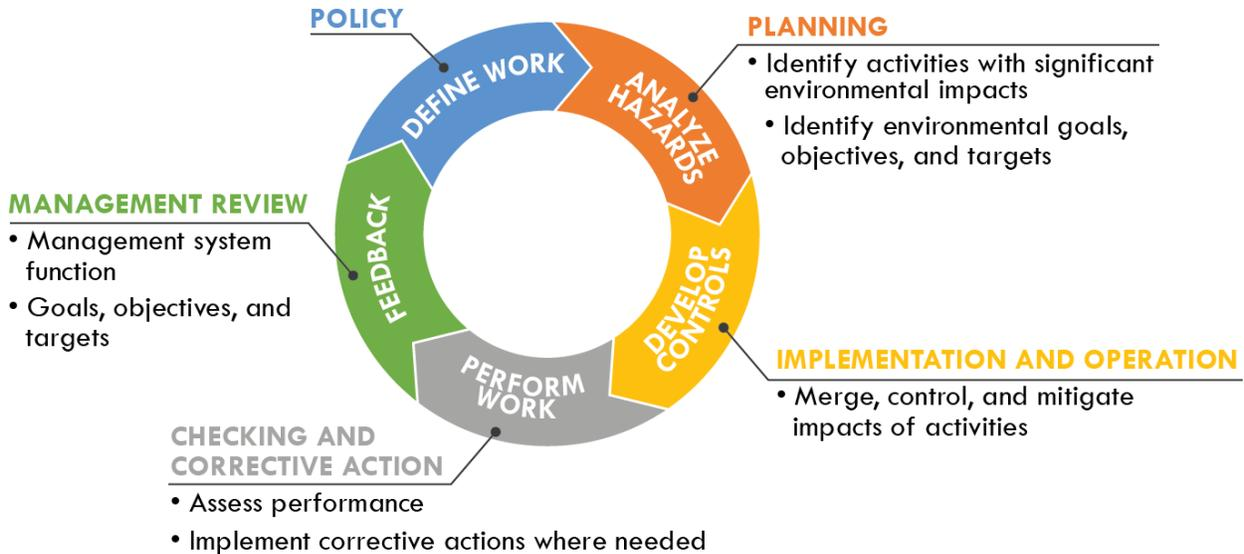 POLICY
DEFINE WORK
PLANNING
• Identify activities with significant
environmental impacts
• Identify environmental goals,
objectives, and targets
ANALYZE
HAZARDS
MANAGEMENT REVIEW
• Management system
function
• Goals, objectives, and
targets
FEEDBACK
DEVELOP
CONTROLS
IMPLEMENTATION AND OPERATION
• Merge, control, and mitigate
impacts of activities
PERFORM
WORK
CHECKING AND
CORRECTIVE ACTION
• Assess performance
• Implement corrective actions where needed